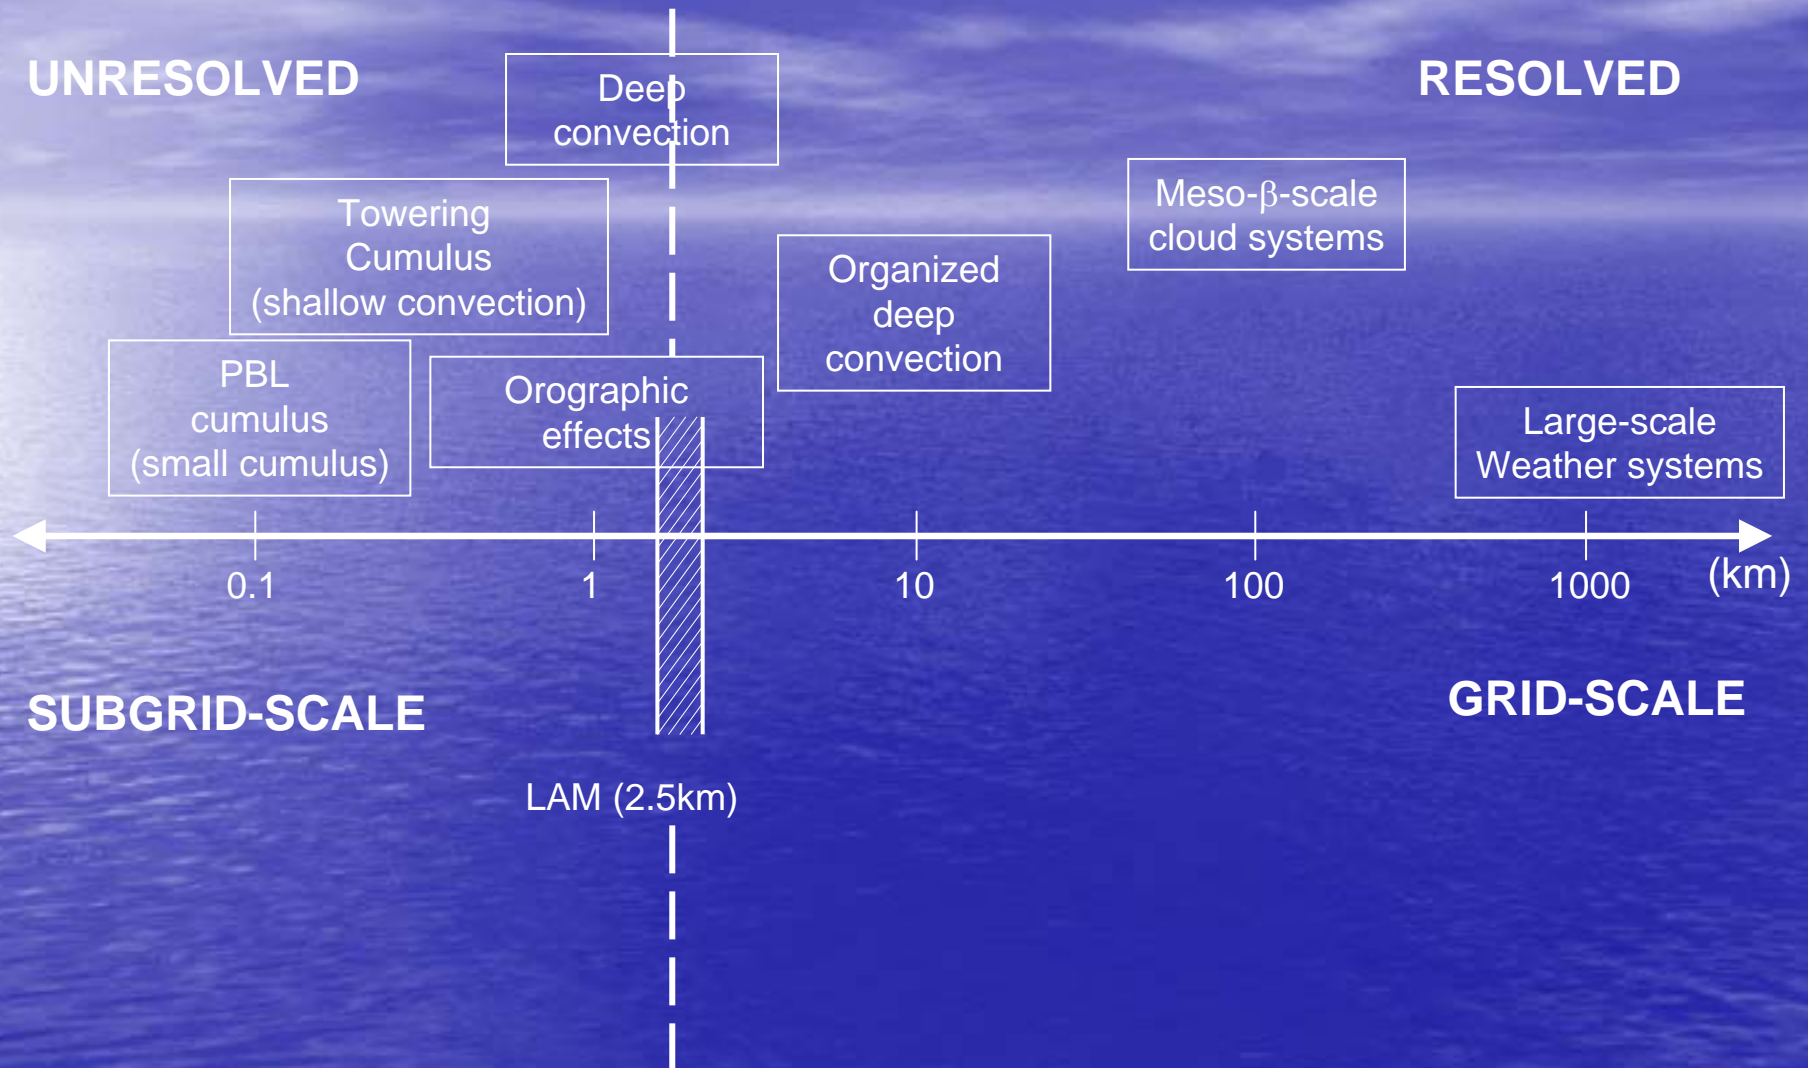 UNRESOLVED
RESOLVED
Deep
convection
Meso-β-scale
cloud systems
Towering
Cumulus
(shallow convection)
Organized
deep
convection
PBL
cumulus
(small cumulus)
Orographic
effects
Large-scale
Weather systems
0.1
1
10
100
1000
(km)
SUBGRID-SCALE
GRID-SCALE
LAM (2.5km)